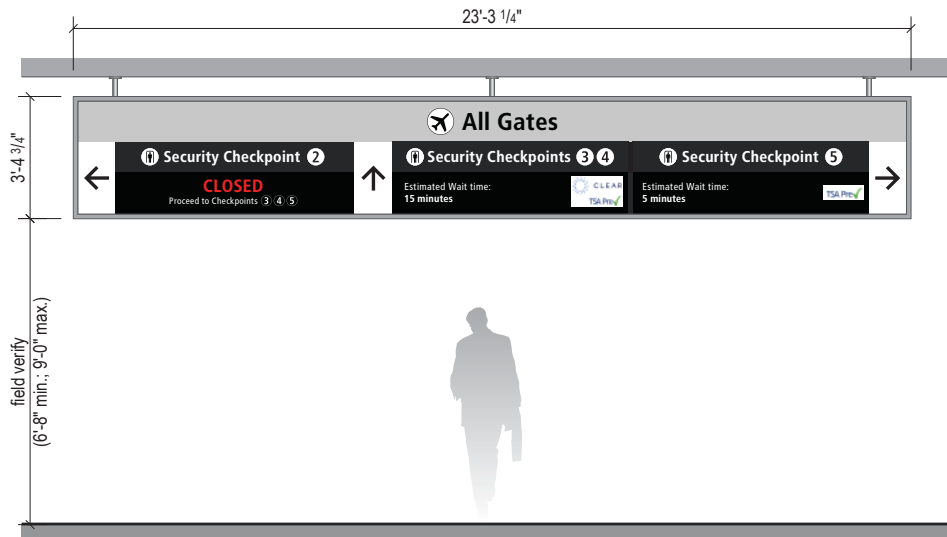 23'-3 1/4"
3'-4 3/4"
All Gates
Security Checkpoint 2
CLOSED
Proceed to Checkpoints 3 4 5
Security Checkpoints 3 4
Estimated Wait time:
15 minutes
CLEAR
TSA Pre✓
Security Checkpoint 5
Estimated Wait time:
5 minutes
TSA Pre✓
field verify
(6'-8" min.; 9'-0" max.)